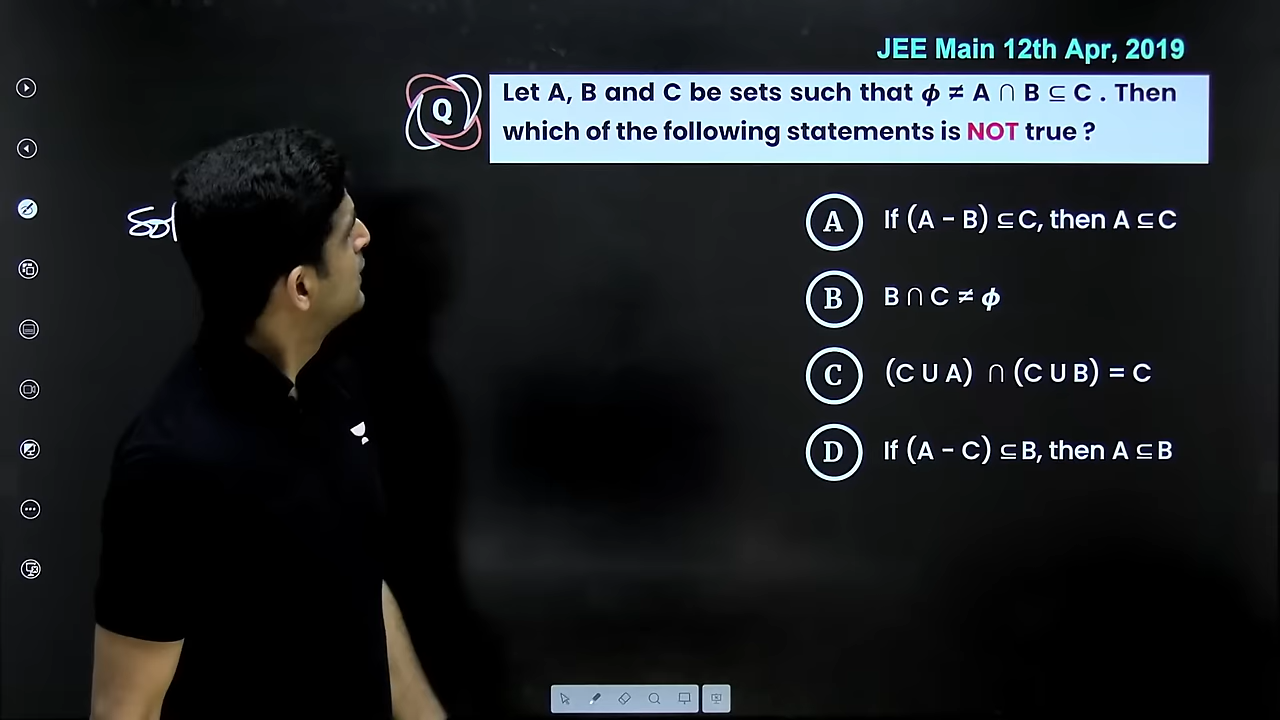 JEE Main 12th Apr, 2019
Q
Let A, B and C be sets such that ϕ ≠ A ∩ B ⊆ C . Then
which of the following statements is NOT true ?
Sol
A If (A - B) ⊆ C, then A ⊆ C
B B ∩ C ≠ ϕ
C (C U A) ∩ (C U B) = C
D If (A - C) ⊆ B, then A ⊆ B